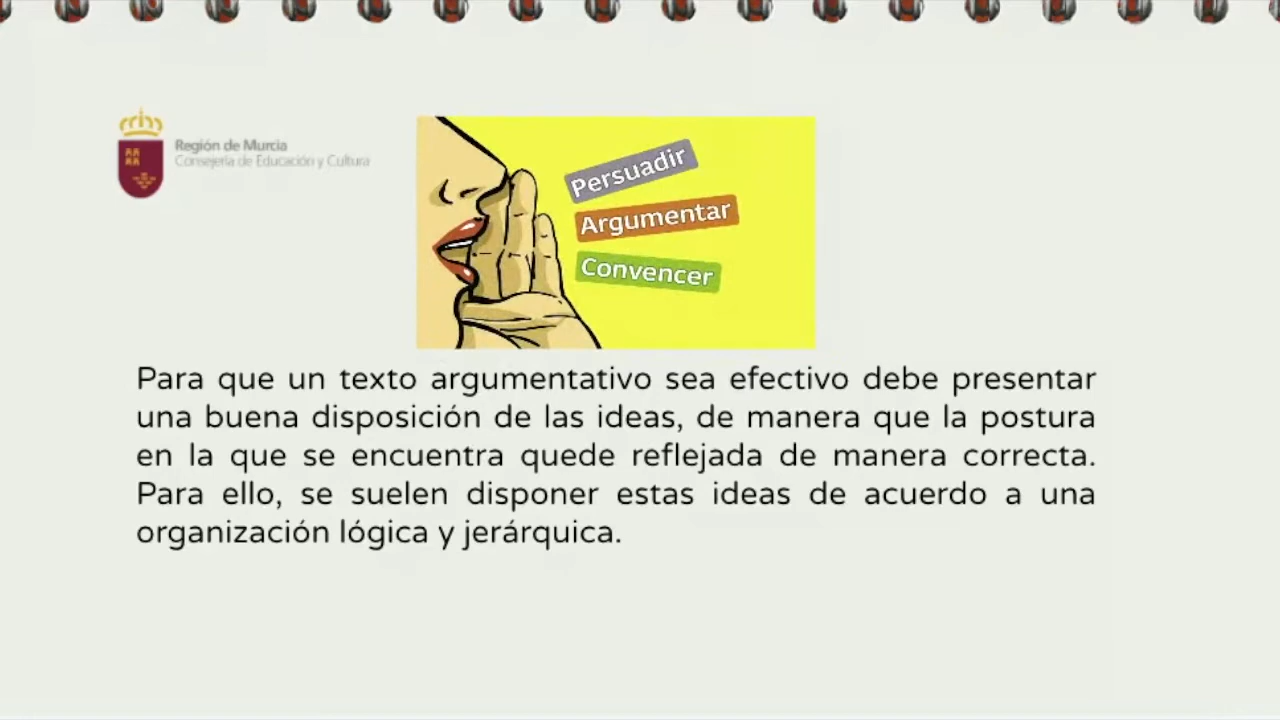 Región de Murcia
Consejería de Educación y Cultura
Persuadir
Argumentar
Convencer
Para que un texto argumentativo sea efectivo debe presentar
una buena disposición de las ideas, de manera que la postura
en la que se encuentra quede reflejada de manera correcta.
Para ello, se suelen disponer estas ideas de acuerdo a una
organización lógica y jerárquica.